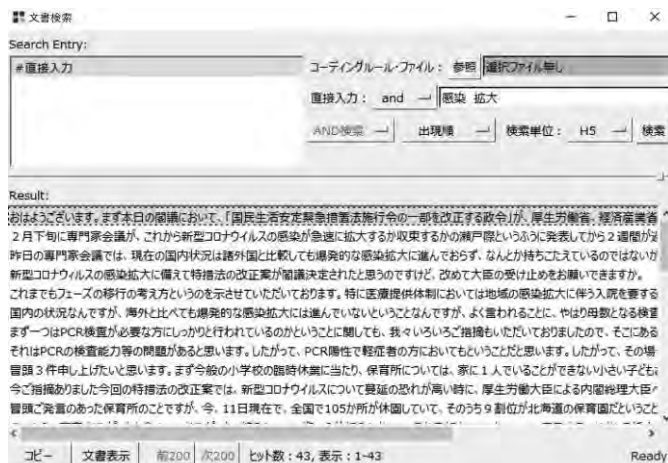 文書検索
Search Entry:
#直接入力
コーディングルール・ファイル： 参照 選択ファイル無し
直接入力： and 感染 拡大
AND検索 出現順 検索単位： H5 検索
Result:
おはようございます。まず本日の閣議において、「国民生活安定緊急措置法施行令の一部を改正する政令」が、厚生労働省、経済産業省
2月下旬に専門家会議が、これから新型コロナウイルスの感染が急速に拡大するか収束するかの瀬戸際というふうに発表してから2週間が
昨日の専門家会議では、現在の国内状況は諸外国と比較しても爆発的な感染拡大に進んでおらず、なんとか持ちこたえているのではないか
新型コロナウィルスの感染拡大に備えて特措法の改正案が閣議決定されたと思うのですけど、改めて大臣の受け止めをお願いできますか。
これまでもフェーズの移行の考え方というのを示させていただいております。特に医療提供体制においては地域の感染拡大に伴う入院を要する
国内の状況なんですが、海外と比べても爆発的な感染拡大には進んでいないということなんですが、よく言われることに、やはり母数となる検査
まず一つはPCR検査が必要な方にしっかりと行われているのかということに関しても、我々いろいろご指摘もいただいておりましたので、そこにある
それはPCRの検査能力等の問題があると思います。したがって、PCR陽性で軽症者の方においてもということだと思います。したがって、その場
冒頭3件申し上げたいと思います。まず今般の小学校の臨時休業に当たり、保育所については、家に1人でいることができない小さい子ども
今ご指摘ありました今回の特措法の改正案では、新型コロナウイルスについて蔓延の恐れが高い時に、厚生労働大臣による内閣総理大臣へ
冒頭ご発言のあった保育所のことですが、今、11日現在で、全国で105か所が休園していて、そのうち9割位が北海道の保育園だということ
コピー 文書表示 前200 次200 ヒット数：43, 表示：1-43 Ready